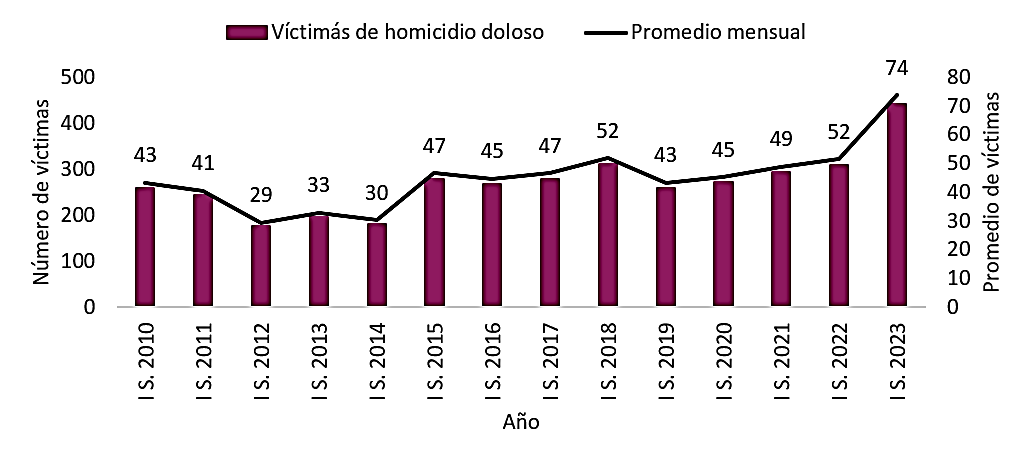 Víctimás de homicidio doloso
Promedio mensual
Número de víctimas
500
400
300
200
100
0
43
41
29
33
30
47
45
47
52
43
45
49
52
74
80
70
60
50
40
30
20
10
0
Promedio de víctimas
I S. 2010
I S. 2011
I S. 2012
I S. 2013
I S. 2014
I S. 2015
I S. 2016
I S. 2017
I S. 2018
I S. 2019
I S. 2020
I S. 2021
I S. 2022
I S. 2023
Año